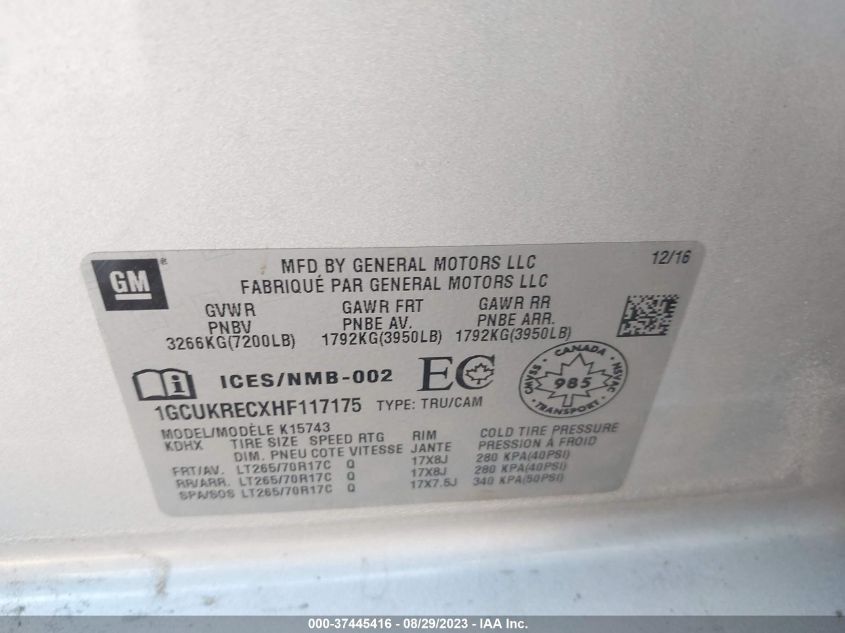 GM ®
MFD BY GENERAL MOTORS LLC
12/16
FABRIQUÉ PAR GENERAL MOTORS LLC
GVWR GAWR FRT GAWR RR
PNBV PNBE AV. PNBE ARR.
3266KG(7200LB) 1792KG(3950LB) 1792KG(3950LB)
ICES/NMB-002 EC
CANADA
CMVSS 985 NSVAC
TRANSPORT
1GCUKRECXHF117175 TYPE: TRU/CAM
MODEL/MODÈLE K15743
KDHX TIRE SIZE SPEED RTG RIM COLD TIRE PRESSURE
DIM. PNEU COTE VITESSE JANTE PRESSION À FROID
FRT/AV. LT265/70R17C Q 17X8J 280 KPA(40PSI)
RR/ARR. LT265/70R17C Q 17X8J 280 KPA(40PSI)
SPA/SOS LT265/70R17C Q 17X7.5J 340 KPA(50PSI)
000-37445416 - 08/29/2023 - IAA Inc.